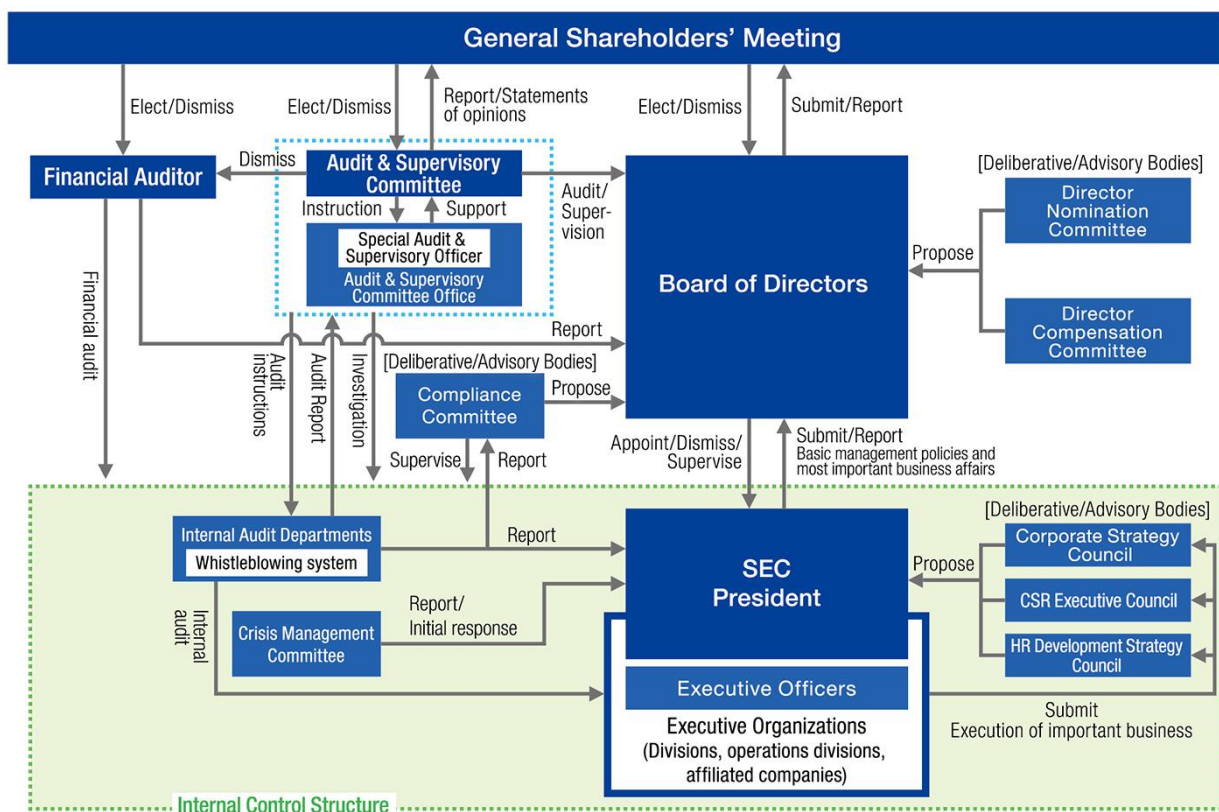 General Shareholders' Meeting
Elect/Dismiss
Elect/Dismiss
Report/Statements
of opinions
Elect/Dismiss
Submit/Report
Financial Auditor
Dismiss
Audit & Supervisory
Committee
Audit/
Super-
vision
Instruction
Support
Special Audit &
Supervisory Officer
Audit & Supervisory
Committee Office
Board of Directors
[Deliberative/Advisory Bodies]
Director
Nomination
Committee
Propose
Director
Compensation
Committee
Financial audit
Report
Audit
instructions
Audit Report
Investigation
[Deliberative/Advisory Bodies]
Compliance
Committee
Propose
Supervise
Report
Appoint/Dismiss/
Supervise
Submit/Report
Basic management policies and
most important business affairs
Internal Audit Departments
Whistleblowing system
Report
SEC
President
[Deliberative/Advisory Bodies]
Corporate Strategy
Council
Propose
CSR Executive Council
HR Development Strategy
Council
Internal
audit
Crisis Management
Committee
Report/
Initial response
Executive Officers
Executive Organizations
(Divisions, operations divisions,
affiliated companies)
Submit
Execution of important business
Internal Control Structure